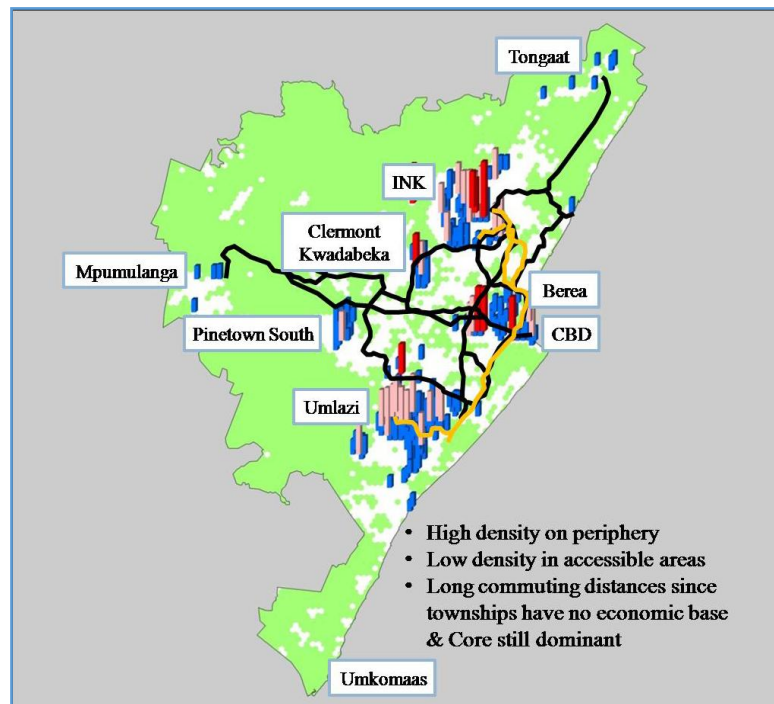 Tongaat
INK
Clermont
Kwadabeka
Mpumulanga
Berea
Pinetown South
CBD
Umlazi
• High density on periphery
• Low density in accessible areas
• Long commuting distances since
townships have no economic base
& Core still dominant
Umkomaas